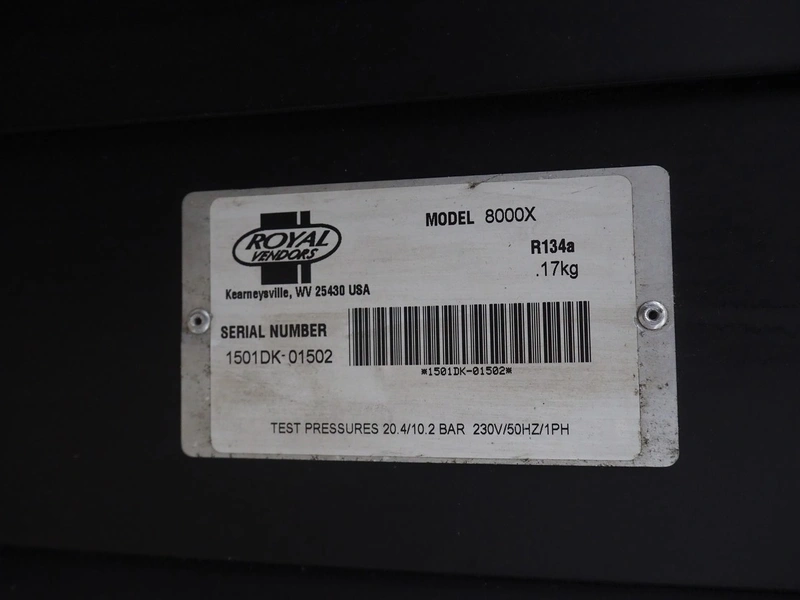 ROYAL
VENDORS
MODEL 8000X
R134a
.17kg
Kearneysville, WV 25430 USA
SERIAL NUMBER
1501DK-01502
*1501DK-01502*
TEST PRESSURES 20.4/10.2 BAR 230V/50HZ/1PH